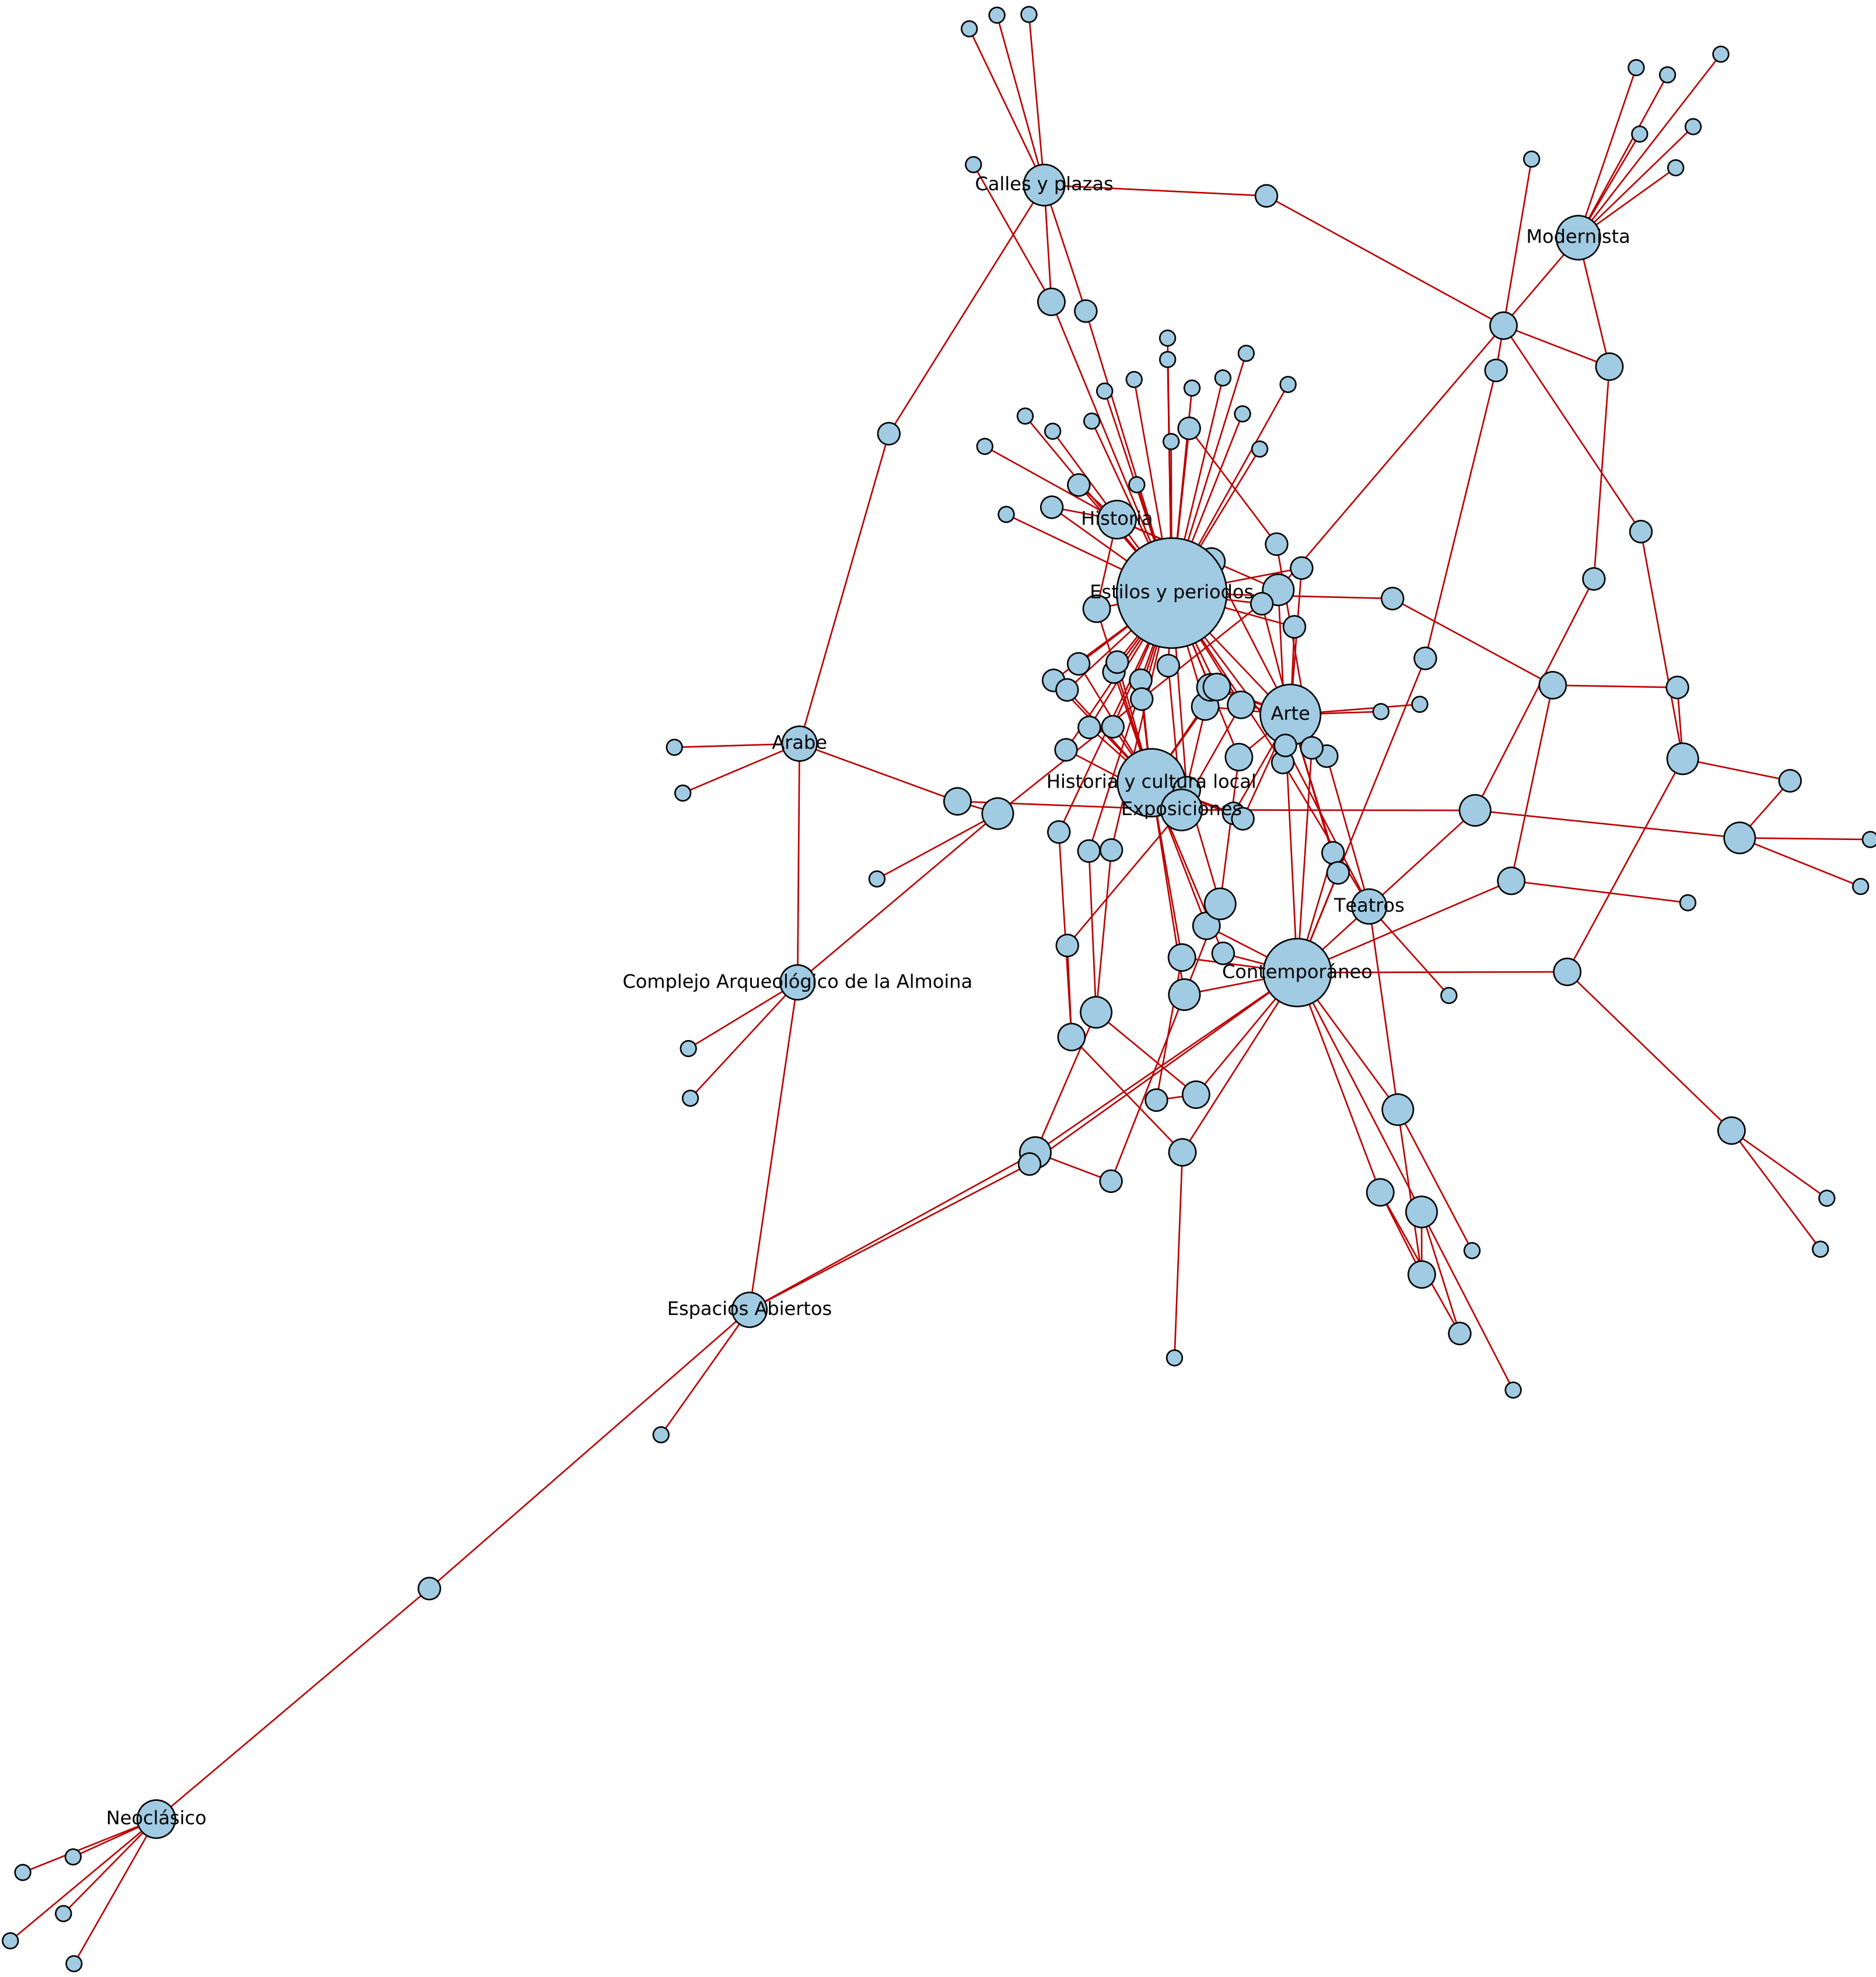 Calles y plazas
Modernista
Historia
Estilos y periodos
Arte
Arabe
Historia y cultura local
Exposiciones
Teatros
Contemporáneo
Complejo Arqueológico de la Almoina
Espacios Abiertos
Neoclásico